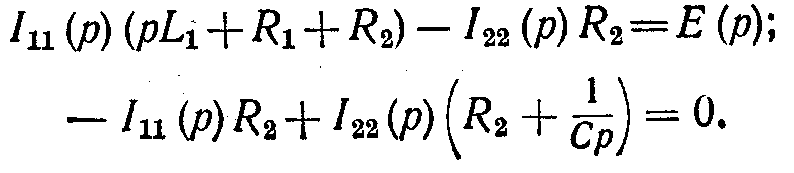 I₁₁ (p) (pL₁ + R₁ + R₂) − I₂₂ (p) R₂ = E (p);
− I₁₁ (p) R₂ + I₂₂ (p) (R₂ + 1/Cp) = 0.